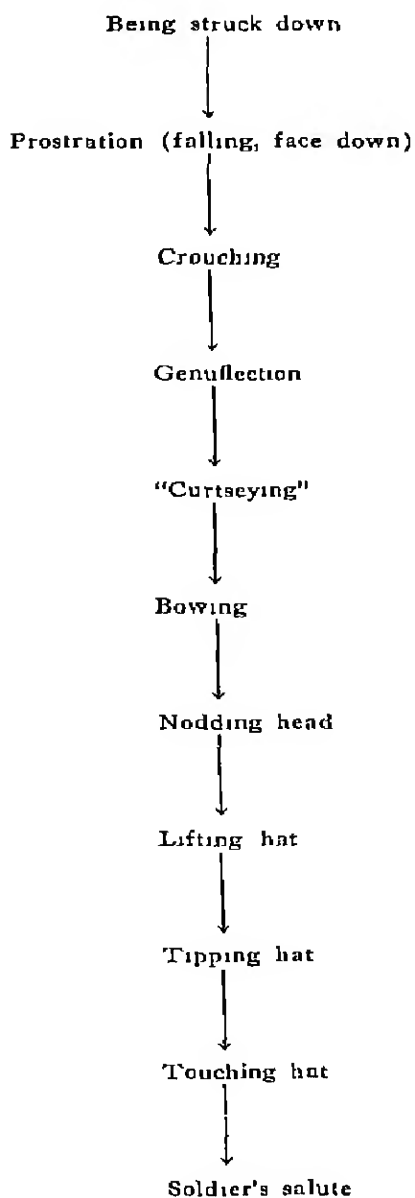 Being struck down
Prostration (falling, face down)
Crouching
Genuflection
"Curtseying"
Bowing
Nodding head
Lifting hat
Tipping hat
Touching hat
Soldier's salute